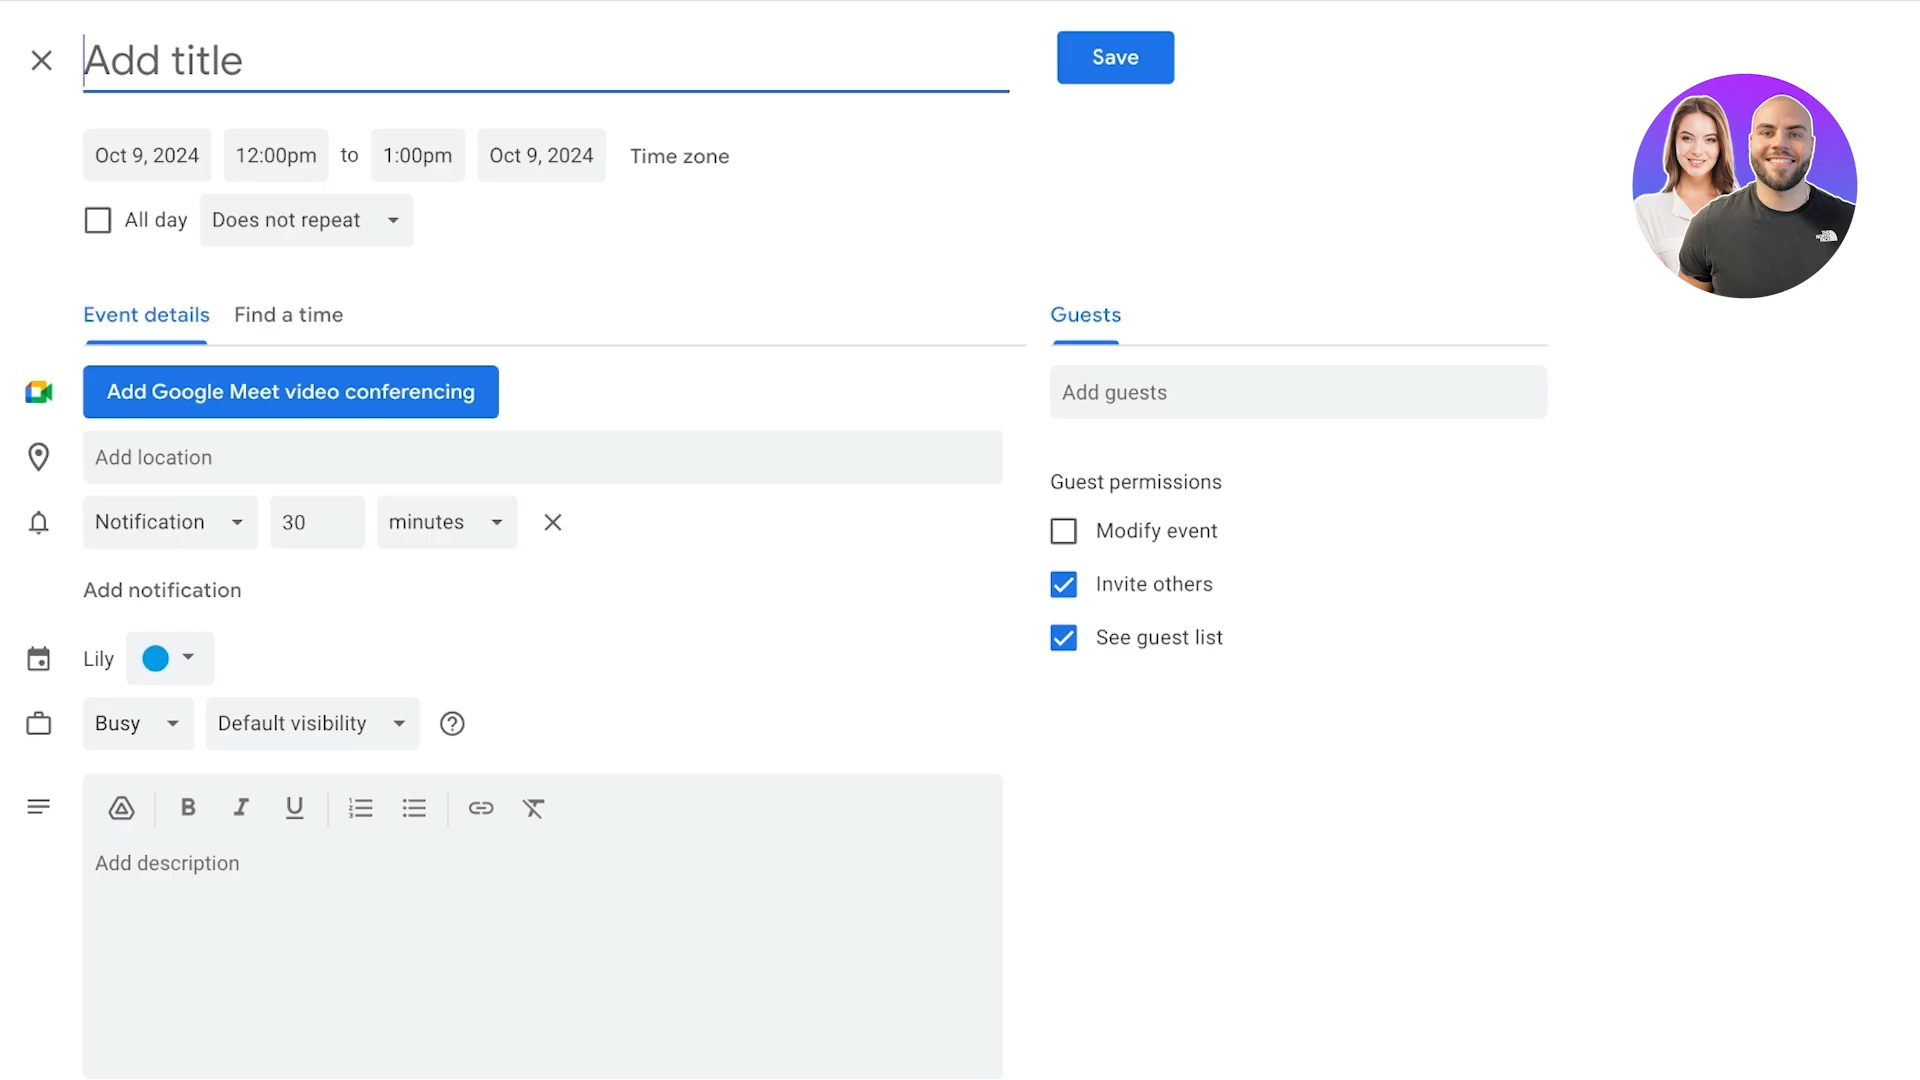 Add title
Save
Oct 9, 2024 12:00pm to 1:00pm Oct 9, 2024 Time zone
All day Does not repeat
Event details Find a time
Guests
Add Google Meet video conferencing
Add guests
Add location
Guest permissions
Notification 30 minutes
Modify event
Add notification
Invite others
See guest list
Lily
Busy Default visibility
B I U
Add description